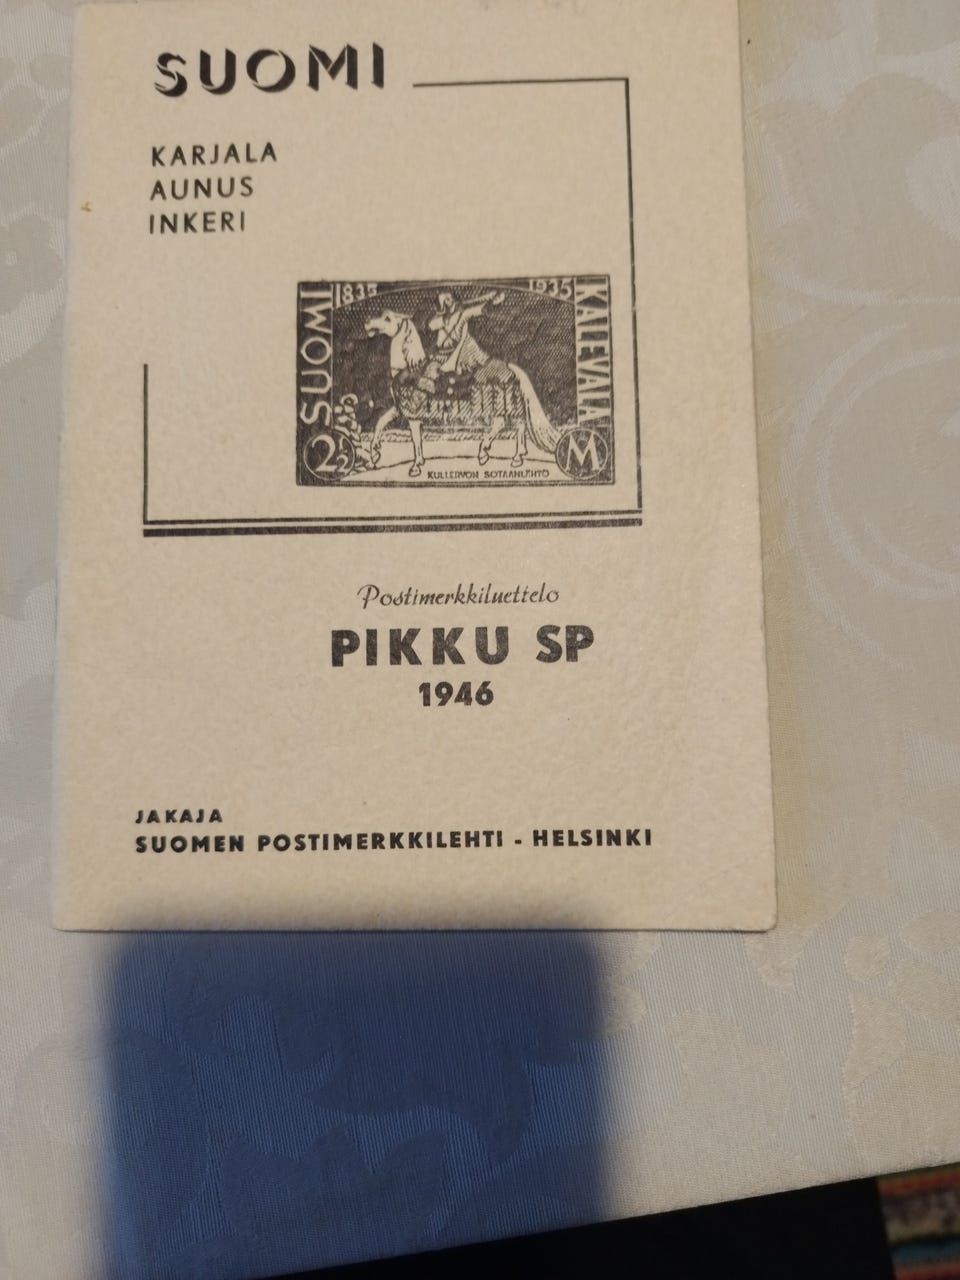 SUOMI
KARJALA
AUNUS
INKERI
1835 1935
SUOMI
KALEVALA
2½ M
KULLERVON SOTAANLÄHTÖ
Postimerkkiluettelo
PIKKU SP
1946
JAKAJA
SUOMEN POSTIMERKKILEHTI - HELSINKI